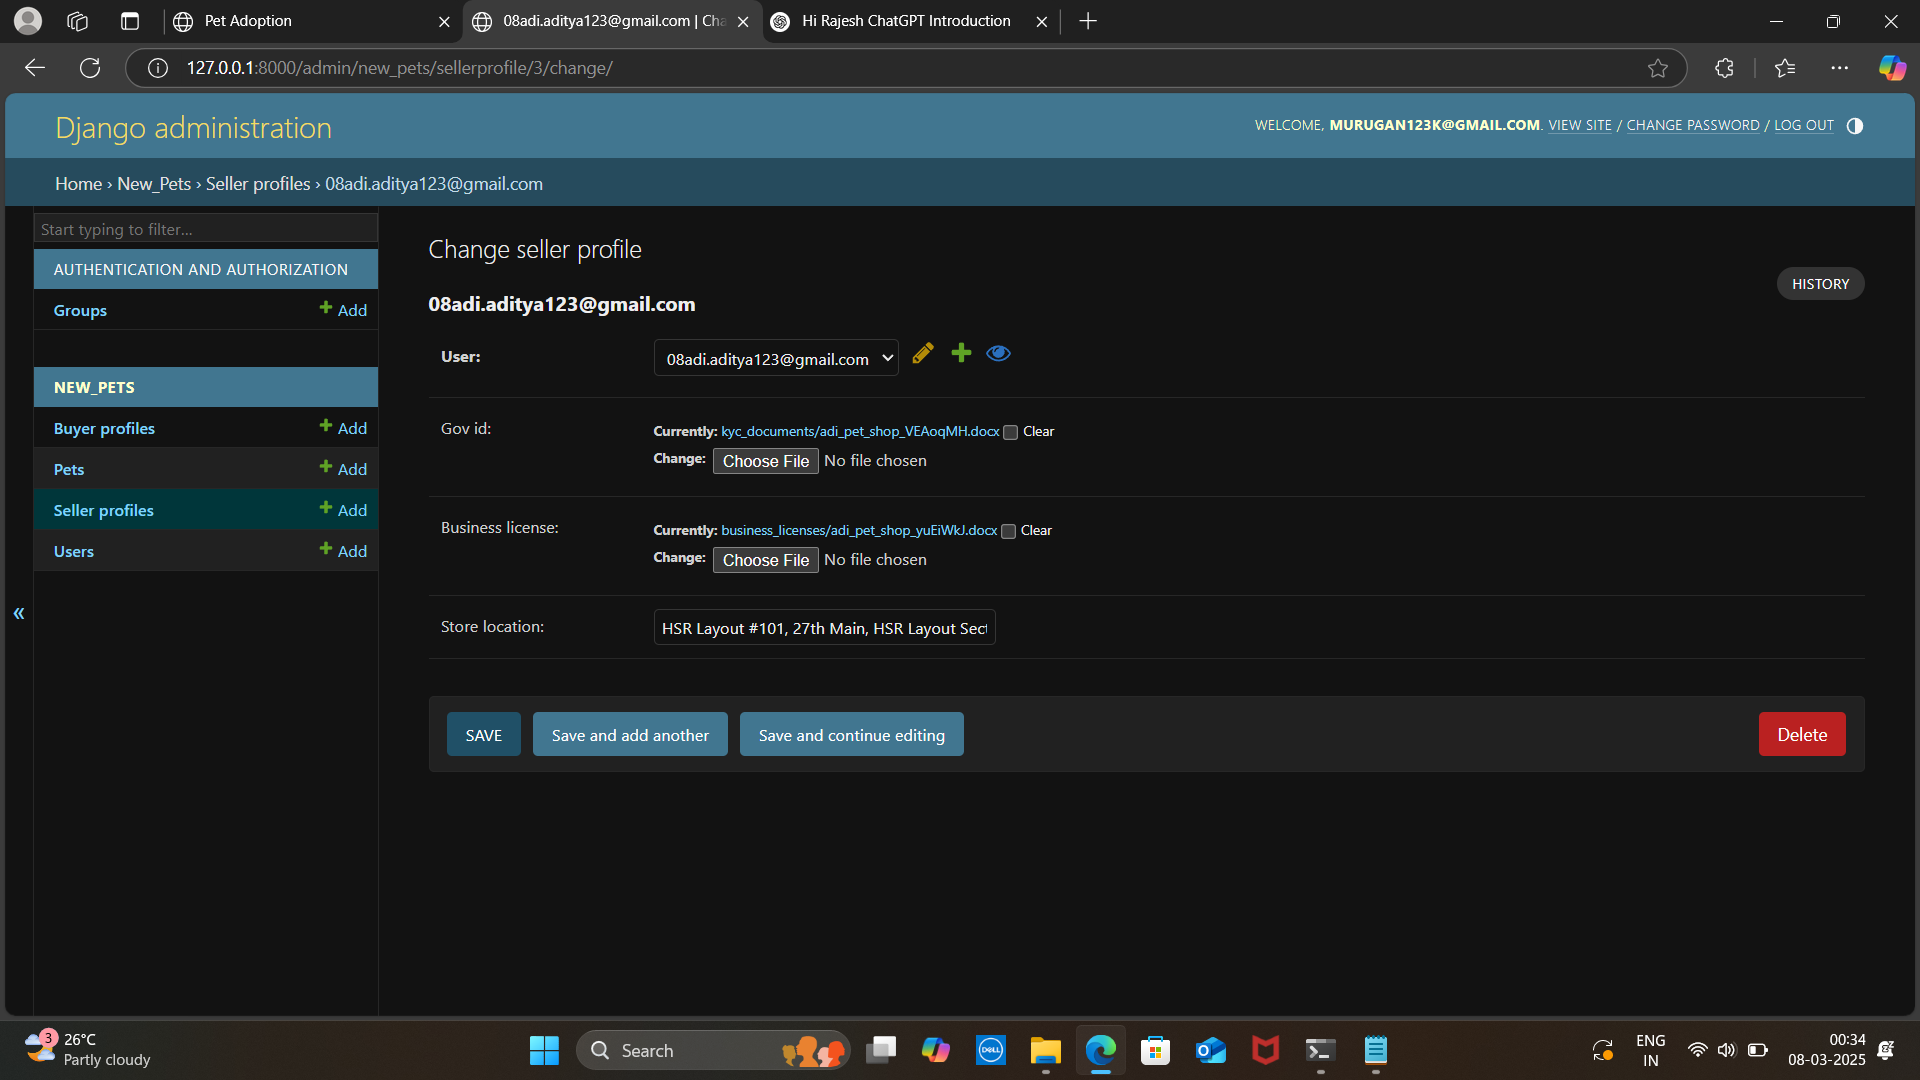 Pet Adoption
08adi.aditya123@gmail.com | Cha
Hi Rajesh ChatGPT Introduction
127.0.0.1:8000/admin/new_pets/sellerprofile/3/change/
Django administration
WELCOME, MURUGAN123K@GMAIL.COM. VIEW SITE / CHANGE PASSWORD / LOG OUT
Home › New_Pets › Seller profiles › 08adi.aditya123@gmail.com
Start typing to filter...
AUTHENTICATION AND AUTHORIZATION
Groups + Add
NEW_PETS
Buyer profiles + Add
Pets + Add
Seller profiles + Add
Users + Add
«
Change seller profile
HISTORY
08adi.aditya123@gmail.com
User: 08adi.aditya123@gmail.com
Gov id: Currently: kyc_documents/adi_pet_shop_VEAoqMH.docx Clear
Change: Choose File No file chosen
Business license: Currently: business_licenses/adi_pet_shop_yuEiWkJ.docx Clear
Change: Choose File No file chosen
Store location: HSR Layout #101, 27th Main, HSR Layout Sect
SAVE Save and add another Save and continue editing Delete
3
26°C
Partly cloudy
Search
DELL
ENG
IN
00:34
08-03-2025